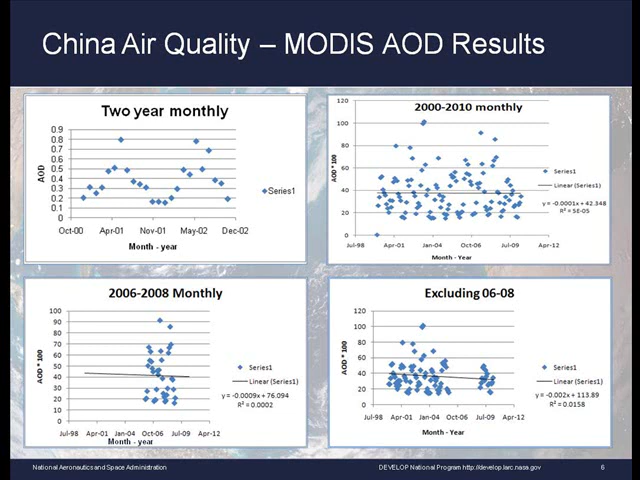 China Air Quality – MODIS AOD Results
Two year monthly
0.9
0.8
0.7
0.6
0.5
0.4
0.3
0.2
0.1
0
AOD
Oct-00 Apr-01 Nov-01 May-02 Dec-02
Month - year
Series1
2000-2010 monthly
120
100
80
60
40
20
0
AOD * 100
Jul-98 Apr-01 Jan-04 Oct-06 Jul-09 Apr-12
Month - Year
Series1
Linear (Series1)
y = -0.0001x + 42.348
R² = 5E-05
2006-2008 Monthly
100
90
80
70
60
50
40
30
20
10
0
AOD * 100
Jul-98 Apr-01 Jan-04 Oct-06 Jul-09 Apr-12
Month - year
Series1
Linear (Series1)
y = -0.0009x + 76.094
R² = 0.0002
Excluding 06-08
120
100
80
60
40
20
0
AOD * 100
Jul-98 Apr-01 Jan-04 Oct-06 Jul-09 Apr-12
Month - Year
Series1
Linear (Series1)
y = -0.002x + 113.89
R² = 0.0158
National Aeronautics and Space Administration DEVELOP National Program http://develop.larc.nasa.gov 6